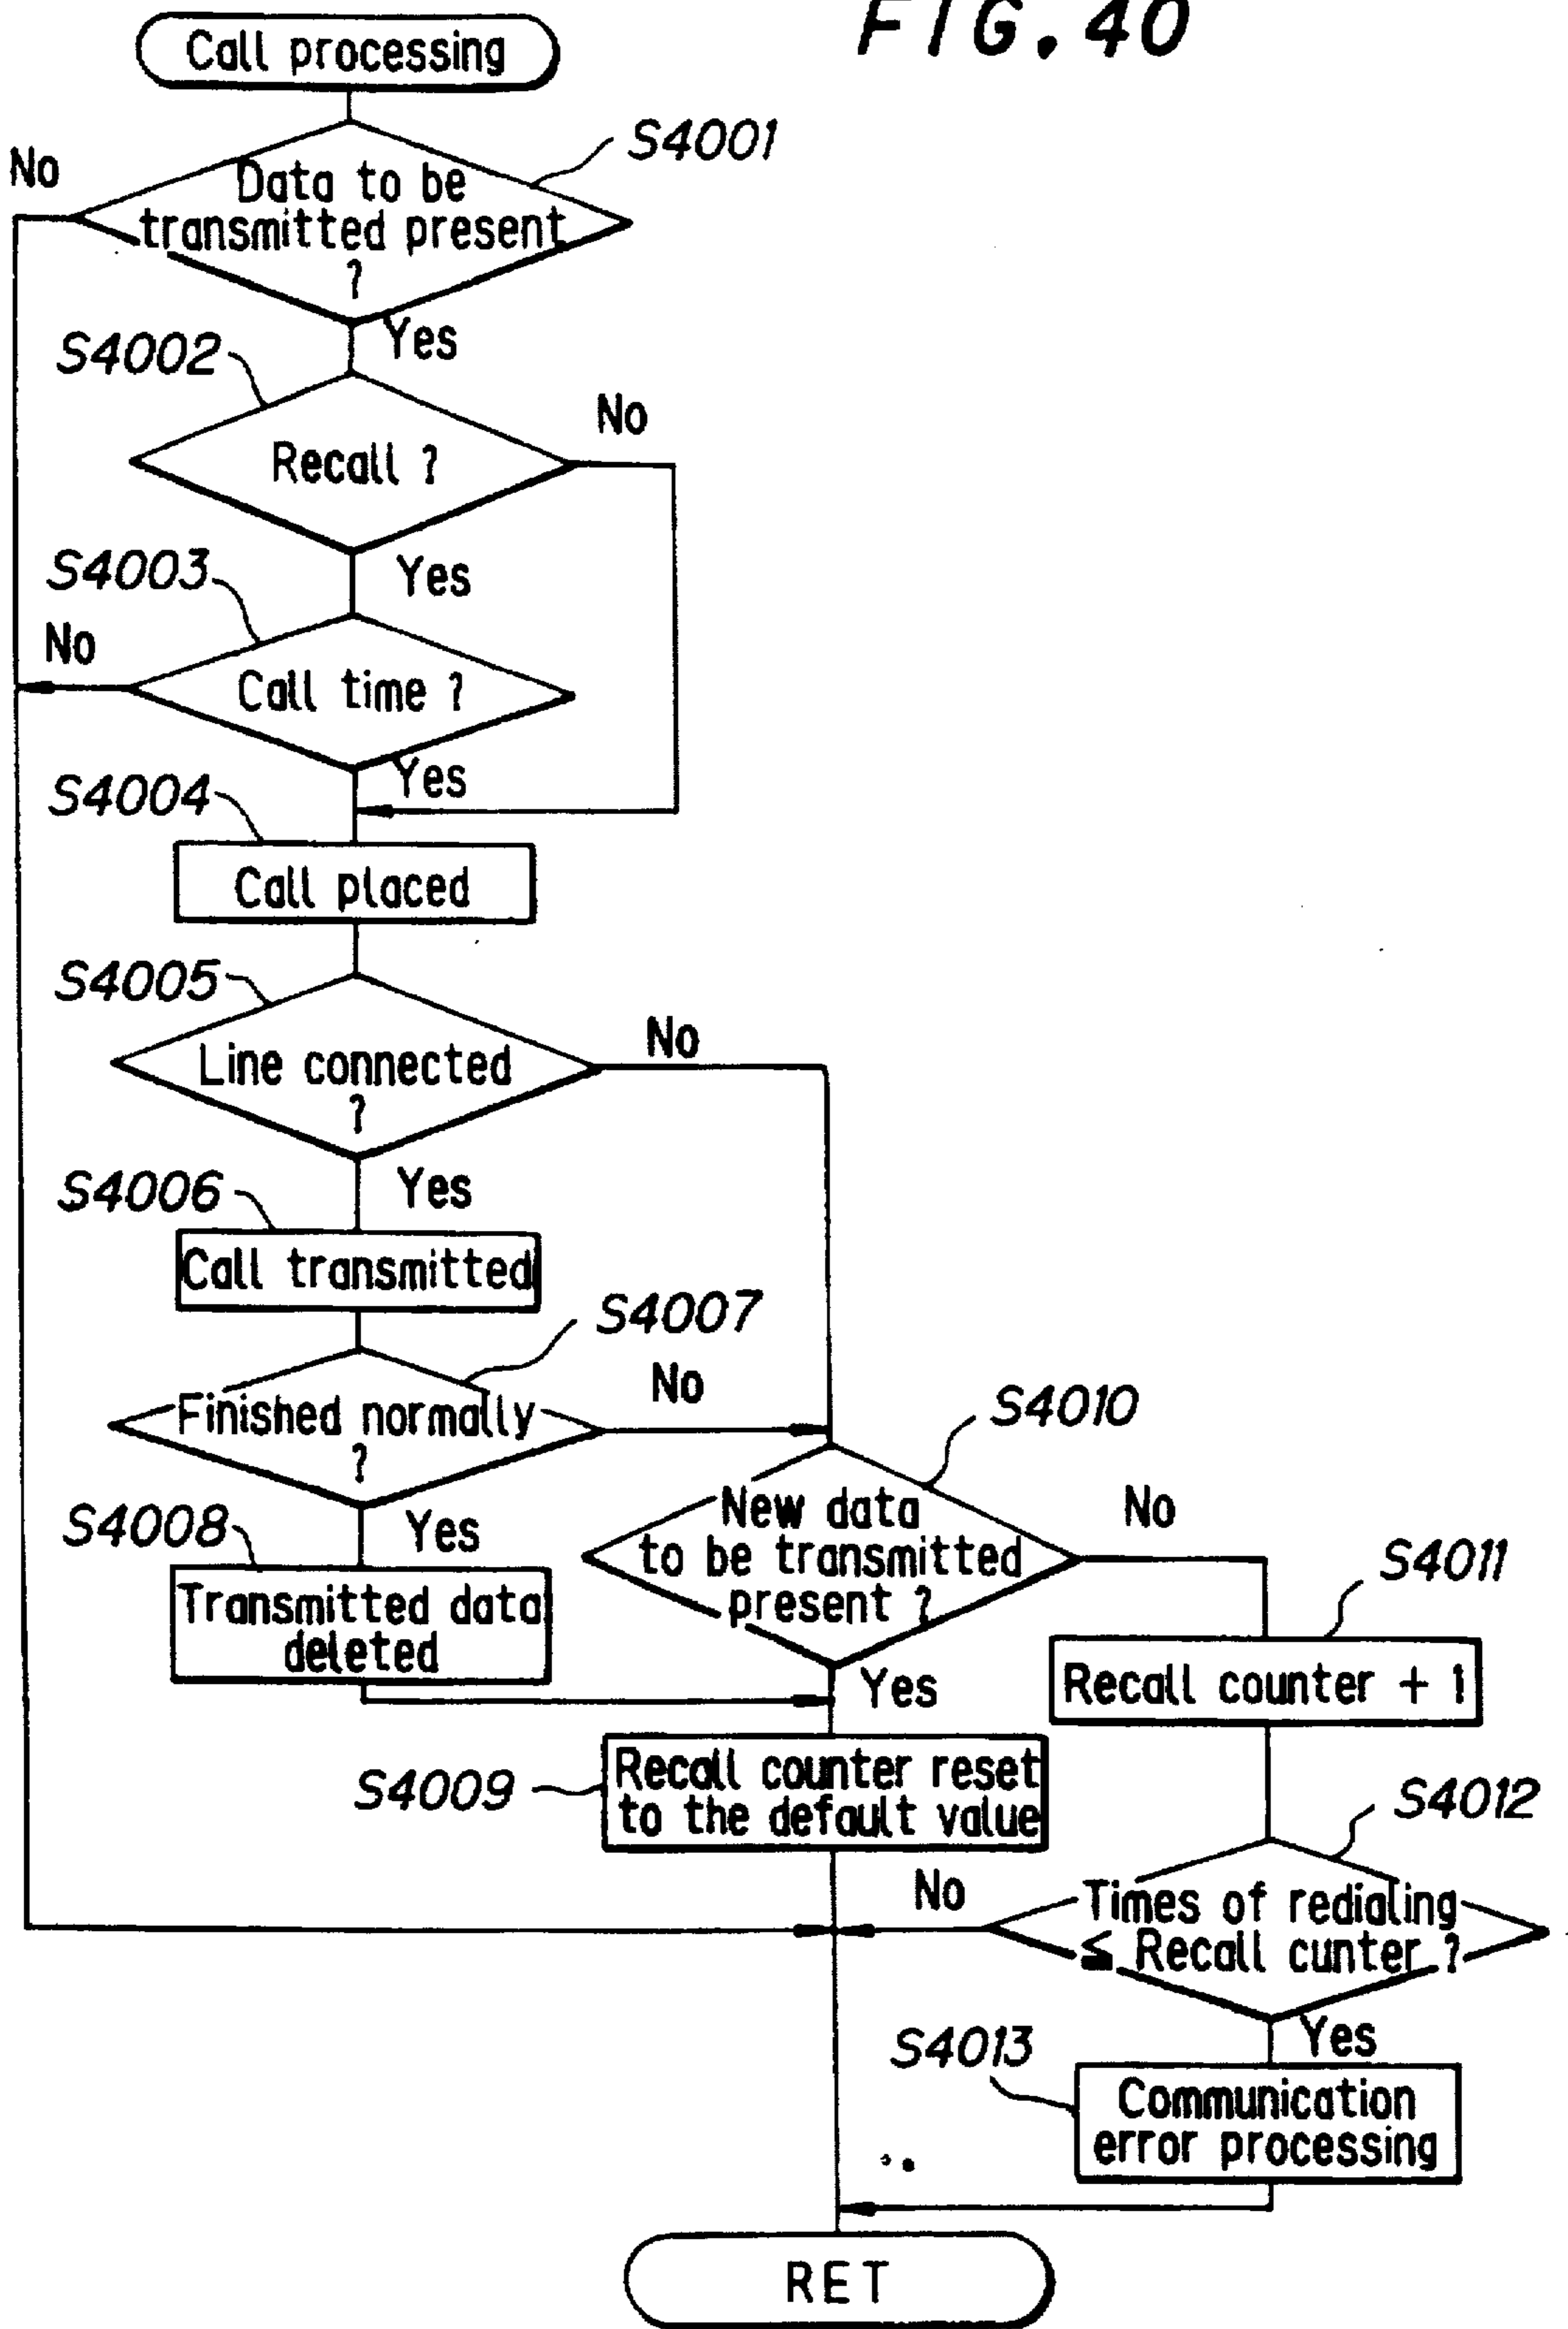 FIG. 40
Call processing
S4001
No
Data to be
transmitted present
?
Yes
S4002
No
Recall ?
S4003
Yes
No
Call time ?
Yes
S4004
Call placed
S4005
No
Line connected
?
S4006
Yes
Call transmitted
S4007
No
Finished normally
?
S4010
S4008
Yes
New data
to be transmitted
present ?
No
S4011
Transmitted data
deleted
Yes
Recall counter + 1
S4009
Recall counter reset
to the default value
S4012
No
Times of redialing
≦ Recall cunter ?
Yes
S4013
Communication
error processing
RET